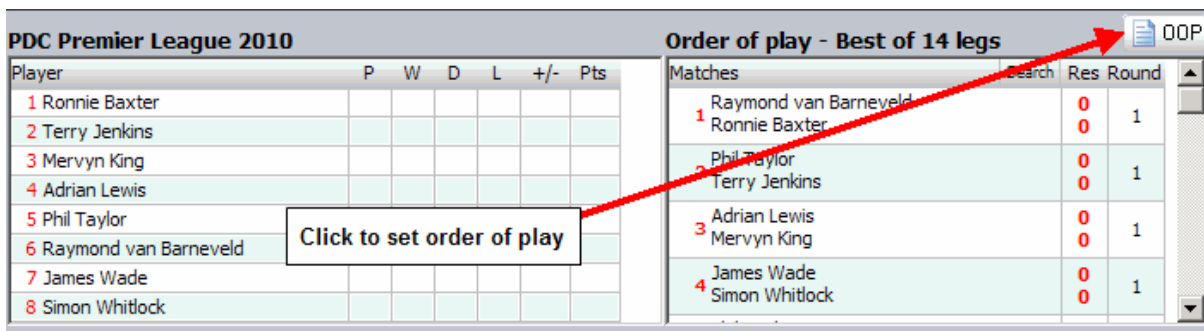 PDC Premier League 2010
Order of play - Best of 14 legs
OOP
Player P W D L +/- Pts
1 Ronnie Baxter
2 Terry Jenkins
3 Mervyn King
4 Adrian Lewis
5 Phil Taylor
6 Raymond van Barneveld
7 James Wade
8 Simon Whitlock
Click to set order of play
Matches Search Res Round
1 Raymond van Barneveld 0 1
Ronnie Baxter 0
2 Phil Taylor 0 1
Terry Jenkins 0
3 Adrian Lewis 0 1
Mervyn King 0
4 James Wade 0 1
Simon Whitlock 0